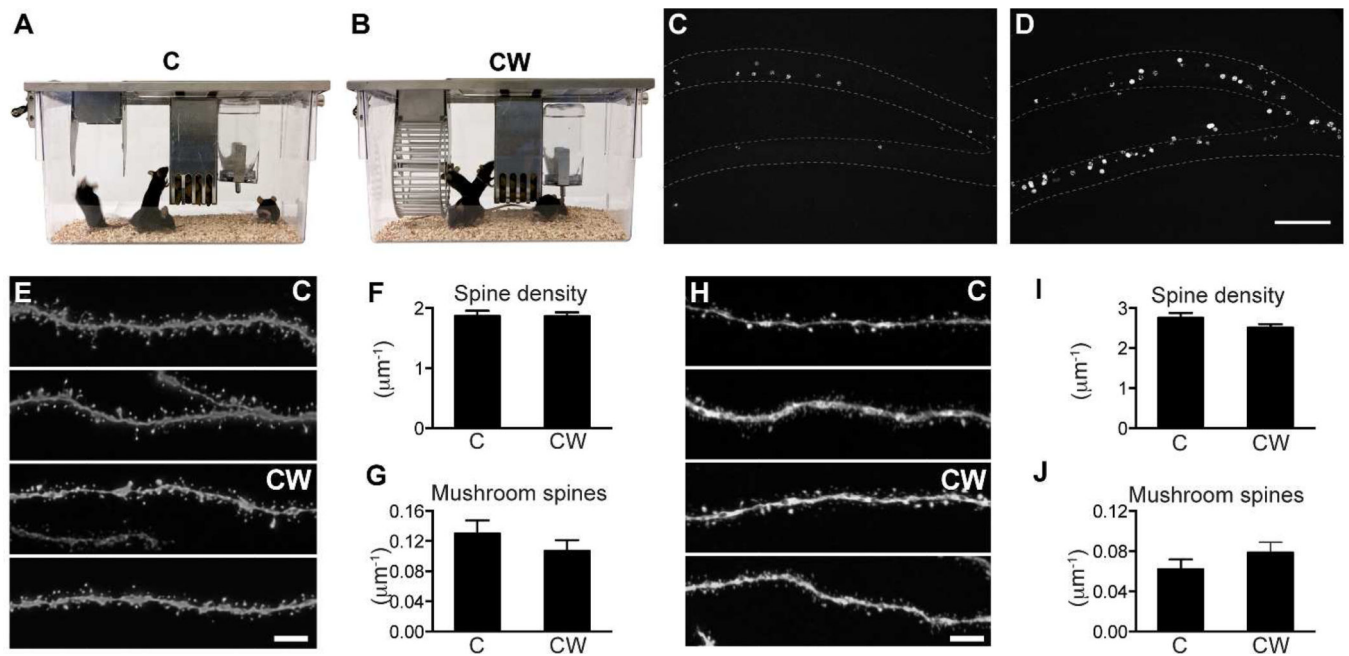 A
C
B
CW
C
D
E
C
CW
F
Spine density
(μm⁻¹)
2
1
0
C
CW
G
Mushroom spines
(μm⁻¹)
0.16
0.12
0.08
0.04
0.00
C
CW
H
C
CW
I
Spine density
(μm⁻¹)
3
2
1
0
C
CW
J
Mushroom spines
(μm⁻¹)
0.12
0.08
0.04
0.00
C
CW